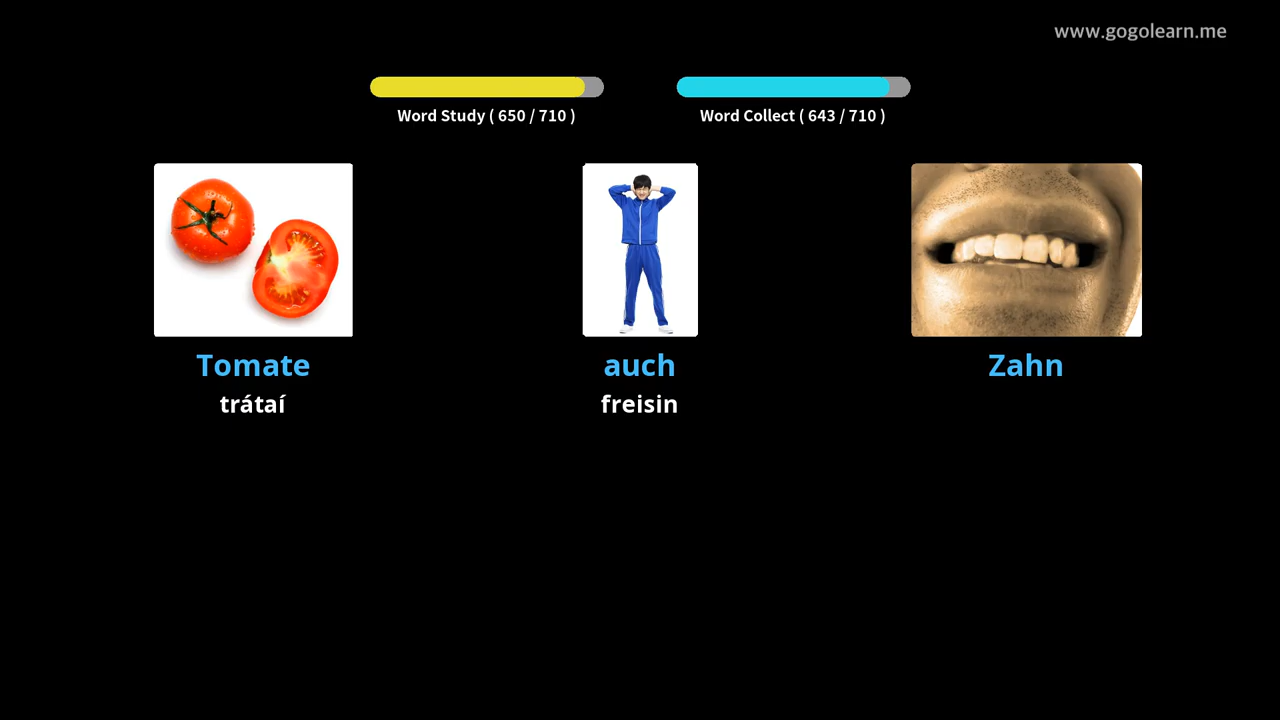 www.gogolearn.me
Word Study ( 650 / 710 )
Word Collect ( 643 / 710 )
Tomate
auch
Zahn
trátaí
freisin